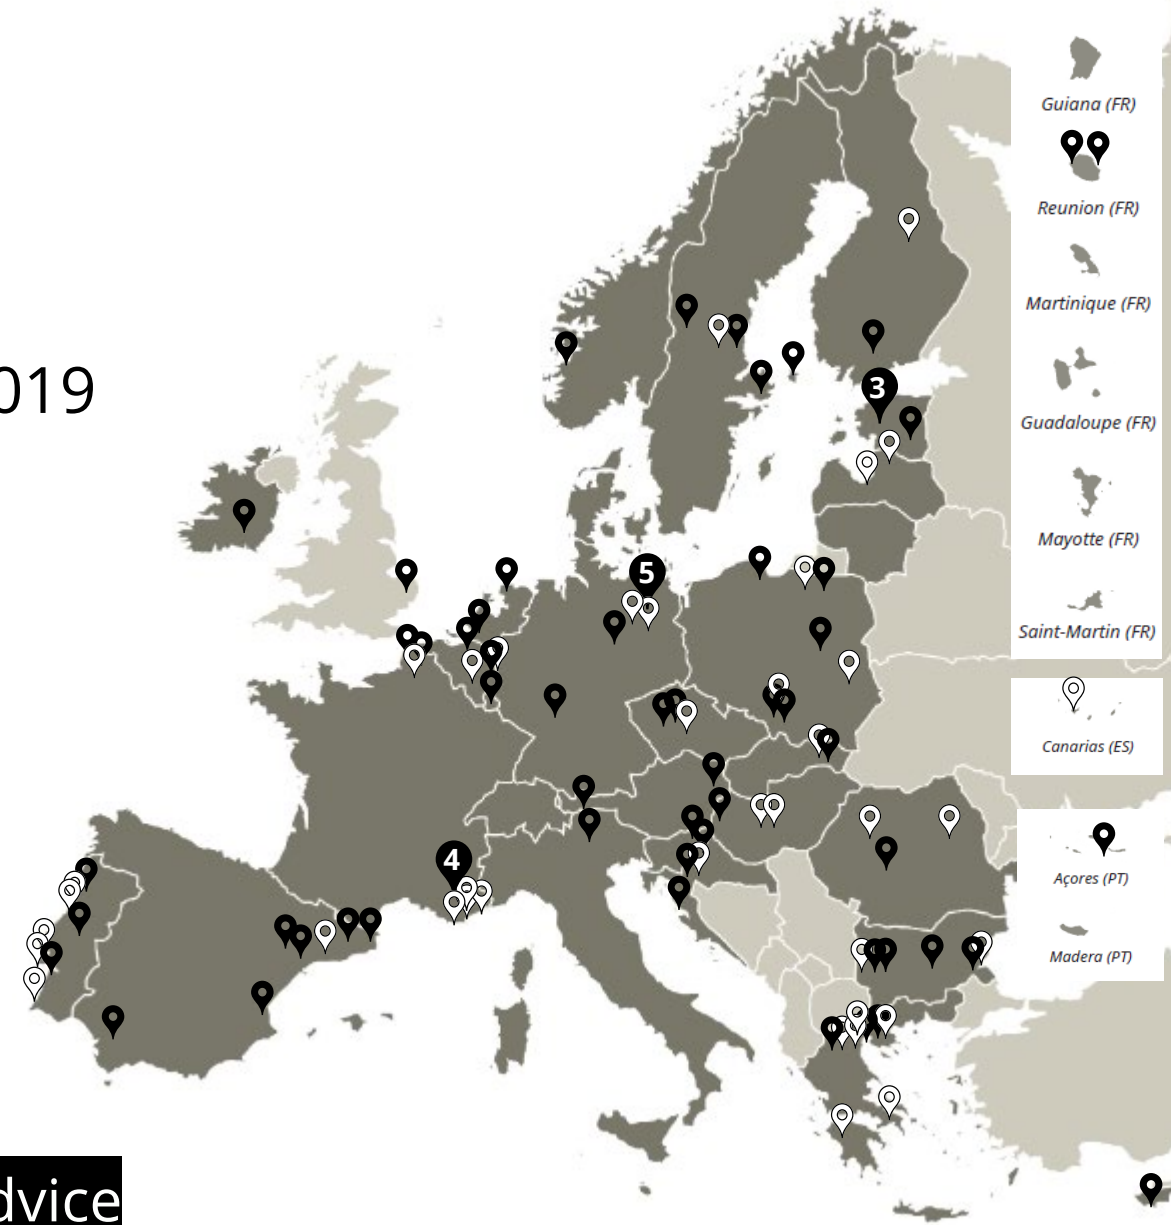 Guiana (FR)
Reunion (FR)
Martinique (FR)
019
3
Guadaloupe (FR)
Mayotte (FR)
5
Saint-Martin (FR)
Canarias (ES)
4
Açores (PT)
Madera (PT)
dvice